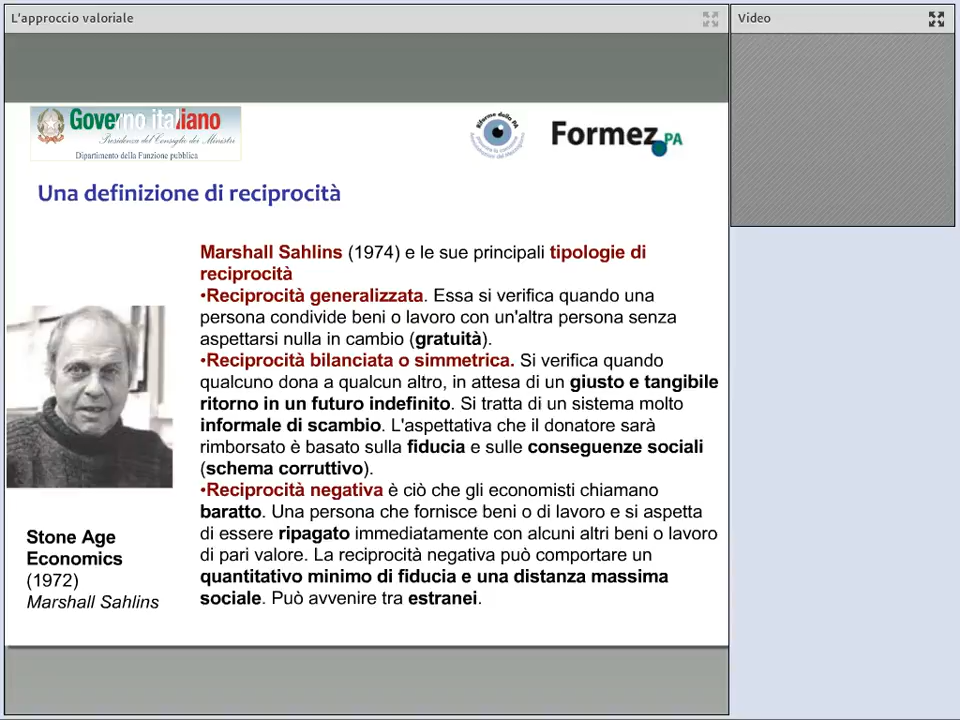 L'approccio valoriale
Video
Governo italiano
Presidenza del Consiglio dei Ministri
Dipartimento della Funzione pubblica
Riforme della PA
Formez PA
Una definizione di reciprocità
Marshall Sahlins (1974) e le sue principali tipologie di
reciprocità
•Reciprocità generalizzata. Essa si verifica quando una
persona condivide beni o lavoro con un'altra persona senza
aspettarsi nulla in cambio (gratuità).
•Reciprocità bilanciata o simmetrica. Si verifica quando
qualcuno dona a qualcun altro, in attesa di un giusto e tangibile
ritorno in un futuro indefinito. Si tratta di un sistema molto
informale di scambio. L'aspettativa che il donatore sarà
rimborsato è basato sulla fiducia e sulle conseguenze sociali
(schema corruttivo).
•Reciprocità negativa è ciò che gli economisti chiamano
baratto. Una persona che fornisce beni o di lavoro e si aspetta
di essere ripagato immediatamente con alcuni altri beni o lavoro
di pari valore. La reciprocità negativa può comportare un
quantitativo minimo di fiducia e una distanza massima
sociale. Può avvenire tra estranei.
Stone Age
Economics
(1972)
Marshall Sahlins